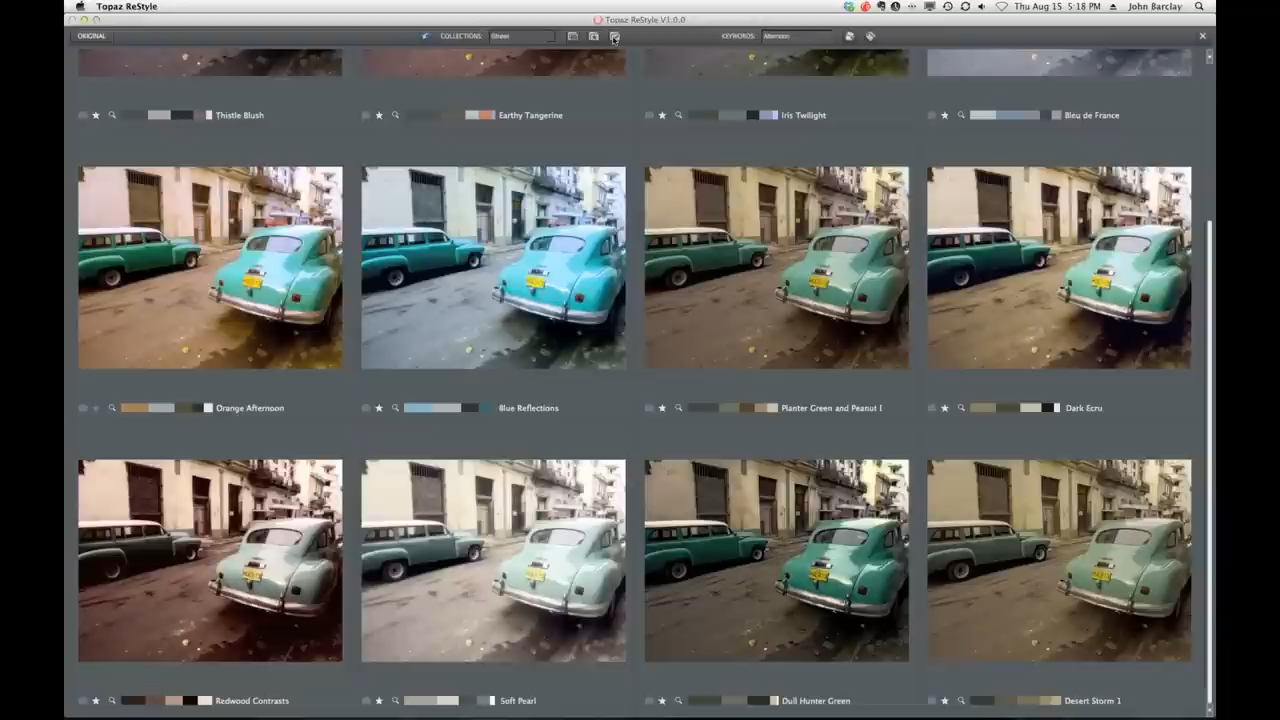 Topaz ReStyle
Thu Aug 15 5:18 PM
John Barclay
Topaz ReStyle V1.0.0
ORIGINAL
COLLECTIONS:
Street
KEYWORDS:
Afternoon
Thistle Blush
Earthy Tangerine
Iris Twilight
Bleu de France
Orange Afternoon
Blue Reflections
Planter Green and Peanut
Dark Ecru
Redwood Contrasts
Soft Pearl
Dull Hunter Green
Desert Storm 1